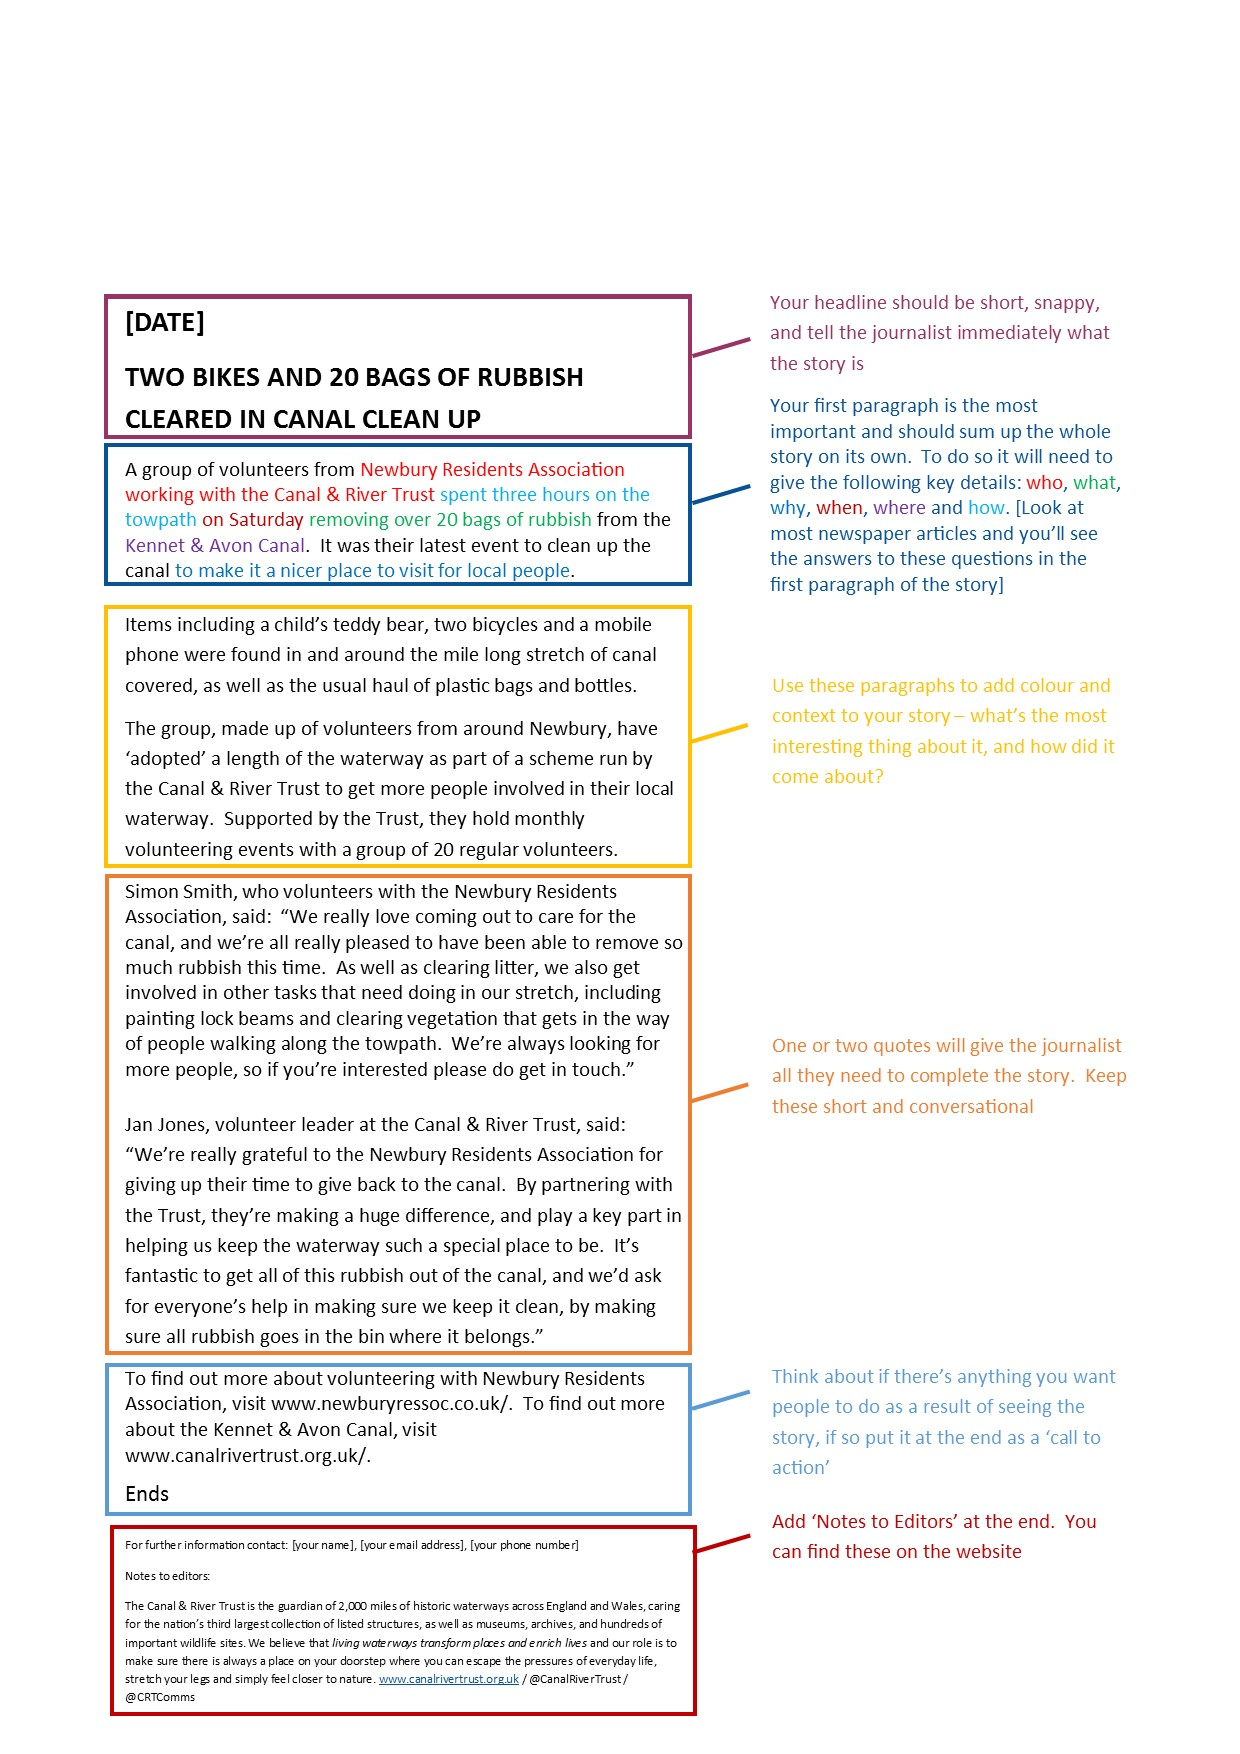 [DATE]
TWO BIKES AND 20 BAGS OF RUBBISH
CLEARED IN CANAL CLEAN UP
Your headline should be short, snappy,
and tell the journalist immediately what
the story is
A group of volunteers from Newbury Residents Association
working with the Canal & River Trust spent three hours on the
towpath on Saturday removing over 20 bags of rubbish from the
Kennet & Avon Canal.  It was their latest event to clean up the
canal to make it a nicer place to visit for local people.
Your first paragraph is the most
important and should sum up the whole
story on its own.  To do so it will need to
give the following key details: who, what,
why, when, where and how. [Look at
most newspaper articles and you'll see
the answers to these questions in the
first paragraph of the story]
Items including a child's teddy bear, two bicycles and a mobile
phone were found in and around the mile long stretch of canal
covered, as well as the usual haul of plastic bags and bottles.
The group, made up of volunteers from around Newbury, have
'adopted' a length of the waterway as part of a scheme run by
the Canal & River Trust to get more people involved in their local
waterway.  Supported by the Trust, they hold monthly
volunteering events with a group of 20 regular volunteers.
Use these paragraphs to add colour and
context to your story – what's the most
interesting thing about it, and how did it
come about?
Simon Smith, who volunteers with the Newbury Residents
Association, said:  "We really love coming out to care for the
canal, and we're all really pleased to have been able to remove so
much rubbish this time.  As well as clearing litter, we also get
involved in other tasks that need doing in our stretch, including
painting lock beams and clearing vegetation that gets in the way
of people walking along the towpath.  We're always looking for
more people, so if you're interested please do get in touch."
Jan Jones, volunteer leader at the Canal & River Trust, said:
"We're really grateful to the Newbury Residents Association for
giving up their time to give back to the canal.  By partnering with
the Trust, they're making a huge difference, and play a key part in
helping us keep the waterway such a special place to be.  It's
fantastic to get all of this rubbish out of the canal, and we'd ask
for everyone's help in making sure we keep it clean, by making
sure all rubbish goes in the bin where it belongs."
One or two quotes will give the journalist
all they need to complete the story.  Keep
these short and conversational
To find out more about volunteering with Newbury Residents
Association, visit www.newburyressoc.co.uk/.  To find out more
about the Kennet & Avon Canal, visit
www.canalrivertrust.org.uk/.
Ends
Think about if there's anything you want
people to do as a result of seeing the
story, if so put it at the end as a 'call to
action'
For further information contact: [your name], [your email address], [your phone number]
Notes to editors:
The Canal & River Trust is the guardian of 2,000 miles of historic waterways across England and Wales, caring
for the nation's third largest collection of listed structures, as well as museums, archives, and hundreds of
important wildlife sites. We believe that living waterways transform places and enrich lives and our role is to
make sure there is always a place on your doorstep where you can escape the pressures of everyday life,
stretch your legs and simply feel closer to nature. www.canalrivertrust.org.uk / @CanalRiverTrust /
@CRTComms
Add 'Notes to Editors' at the end.  You
can find these on the website